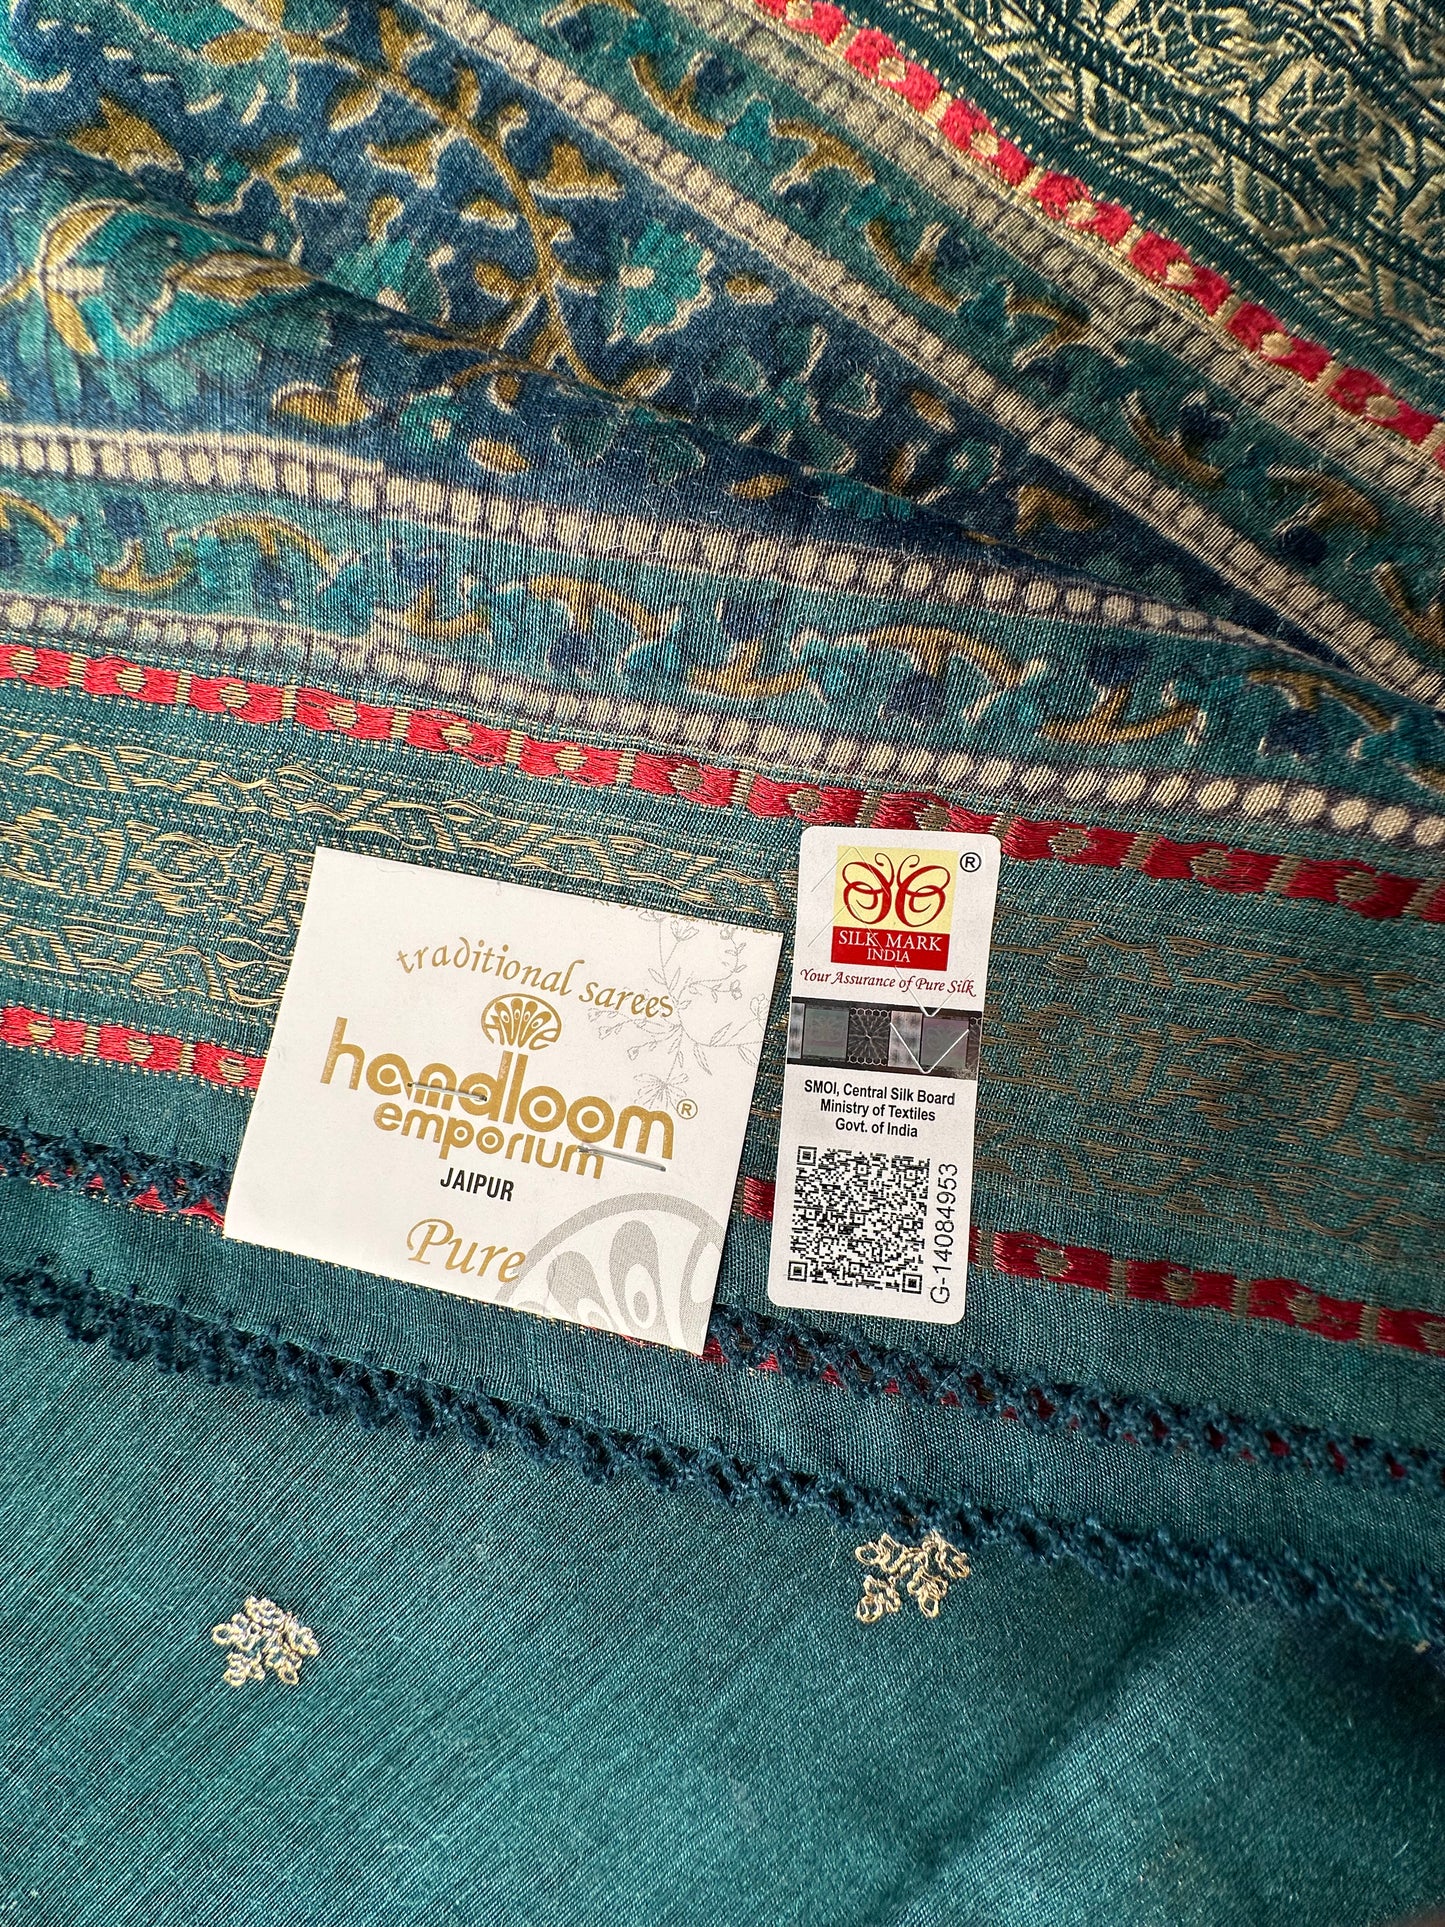 traditional sarees
handloom®
emporium
JAIPUR
Pure
®
SILK MARK
INDIA
Your Assurance of Pure Silk
SMOI, Central Silk Board
Ministry of Textiles
Govt. of India
G-14084953